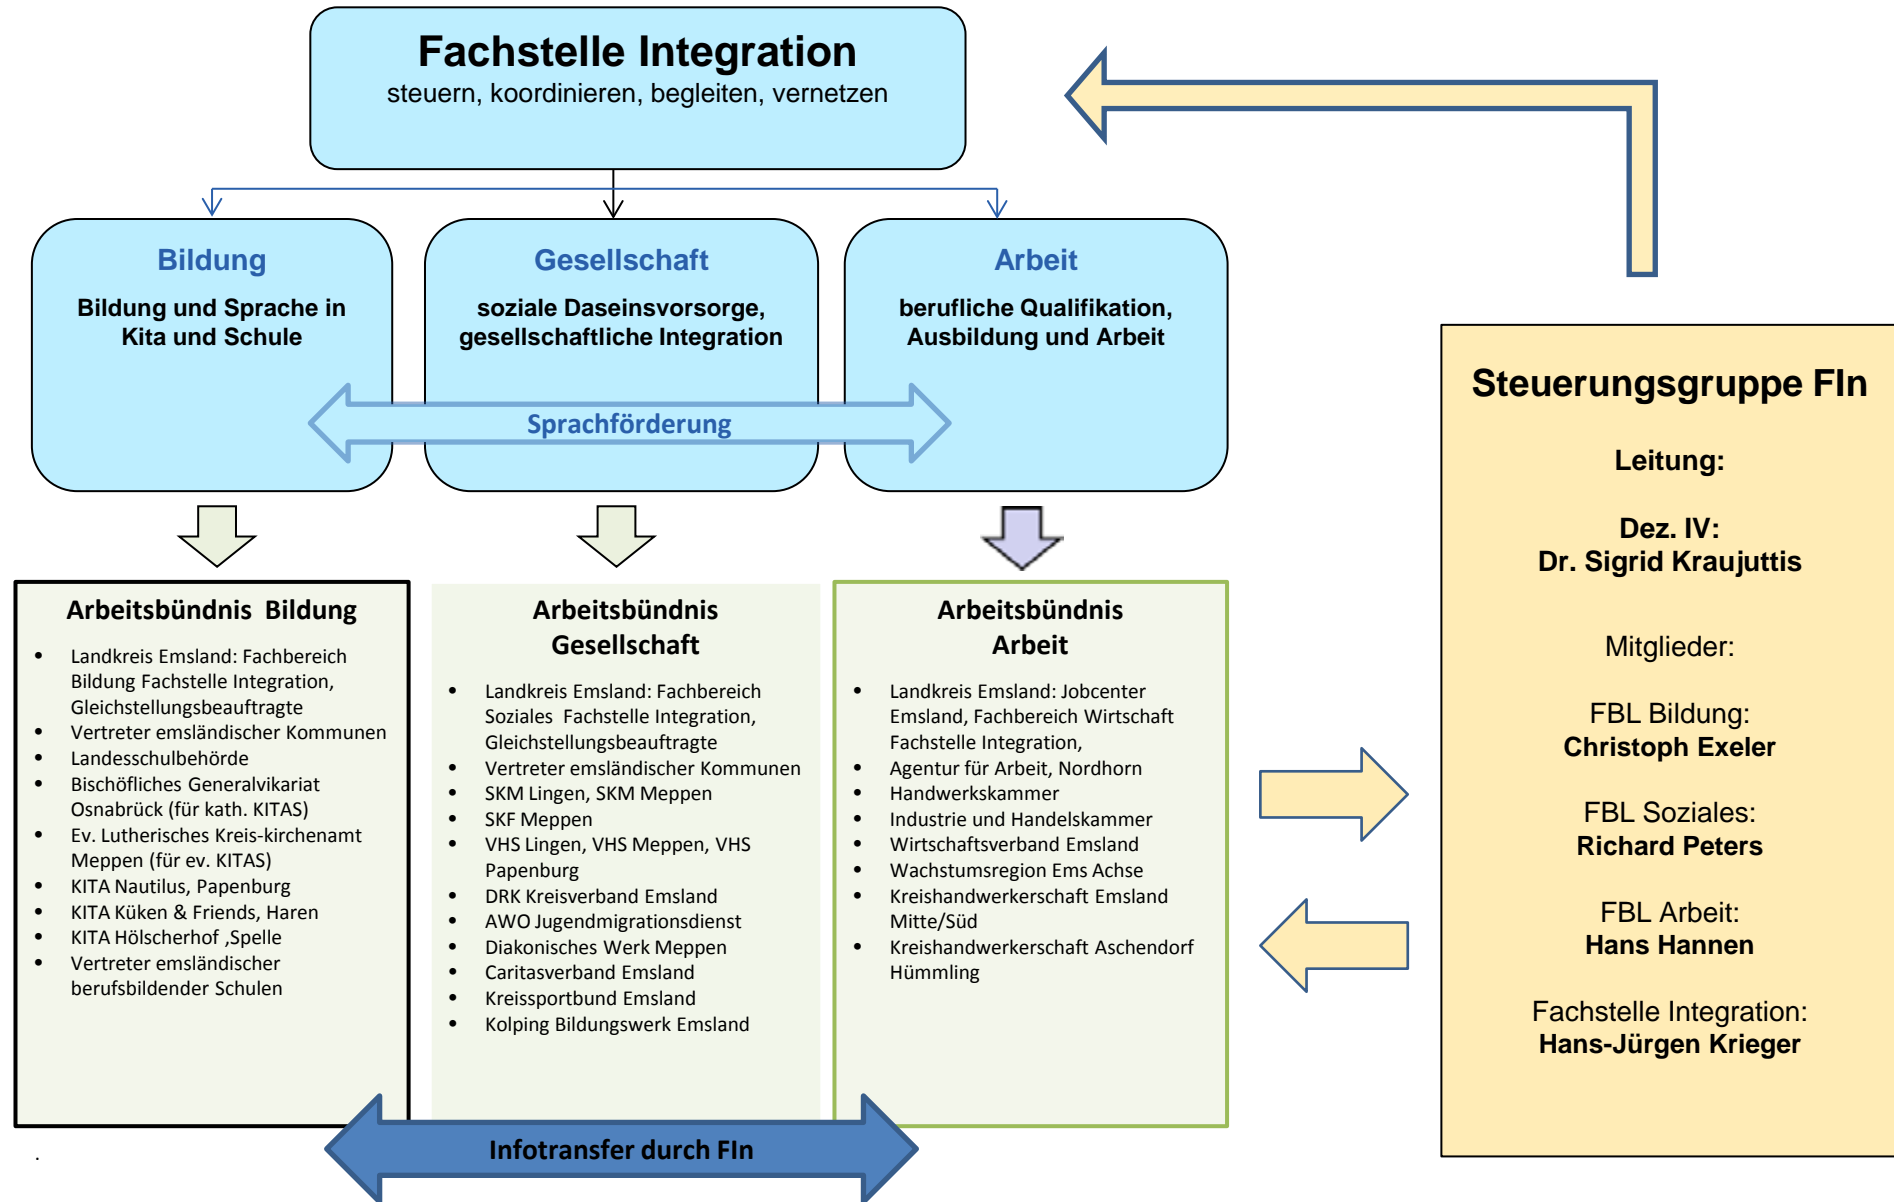 Fachstelle Integration
steuern, koordinieren, begleiten, vernetzen
Bildung
Bildung und Sprache in
Kita und Schule
Gesellschaft
soziale Daseinsvorsorge,
gesellschaftliche Integration
Arbeit
berufliche Qualifikation,
Ausbildung und Arbeit
Sprachförderung
Arbeitsbündnis Bildung
• Landkreis Emsland: Fachbereich
Bildung Fachstelle Integration,
Gleichstellungsbeauftragte
• Vertreter emsländischer Kommunen
• Landesschulbehörde
• Bischöfliches Generalvikariat
Osnabrück (für kath. KITAS)
• Ev. Lutherisches Kreis-kirchenamt
Meppen (für ev. KITAS)
• KITA Nautilus, Papenburg
• KITA Küken & Friends, Haren
• KITA Hölscherhof ,Spelle
• Vertreter emsländischer
berufsbildender Schulen
Arbeitsbündnis
Gesellschaft
• Landkreis Emsland: Fachbereich
Soziales Fachstelle Integration,
Gleichstellungsbeauftragte
• Vertreter emsländischer Kommunen
• SKM Lingen, SKM Meppen
• SKF Meppen
• VHS Lingen, VHS Meppen, VHS
Papenburg
• DRK Kreisverband Emsland
• AWO Jugendmigrationsdienst
• Diakonisches Werk Meppen
• Caritasverband Emsland
• Kreissportbund Emsland
• Kolping Bildungswerk Emsland
Arbeitsbündnis
Arbeit
• Landkreis Emsland: Jobcenter
Emsland, Fachbereich Wirtschaft
Fachstelle Integration,
• Agentur für Arbeit, Nordhorn
• Handwerkskammer
• Industrie und Handelskammer
• Wirtschaftsverband Emsland
• Wachstumsregion Ems Achse
• Kreishandwerkerschaft Emsland
Mitte/Süd
• Kreishandwerkerschaft Aschendorf
Hümmling
Infotransfer durch FIn
.
Steuerungsgruppe FIn
Leitung:
Dez. IV:
Dr. Sigrid Kraujuttis
Mitglieder:
FBL Bildung:
Christoph Exeler
FBL Soziales:
Richard Peters
FBL Arbeit:
Hans Hannen
Fachstelle Integration:
Hans-Jürgen Krieger